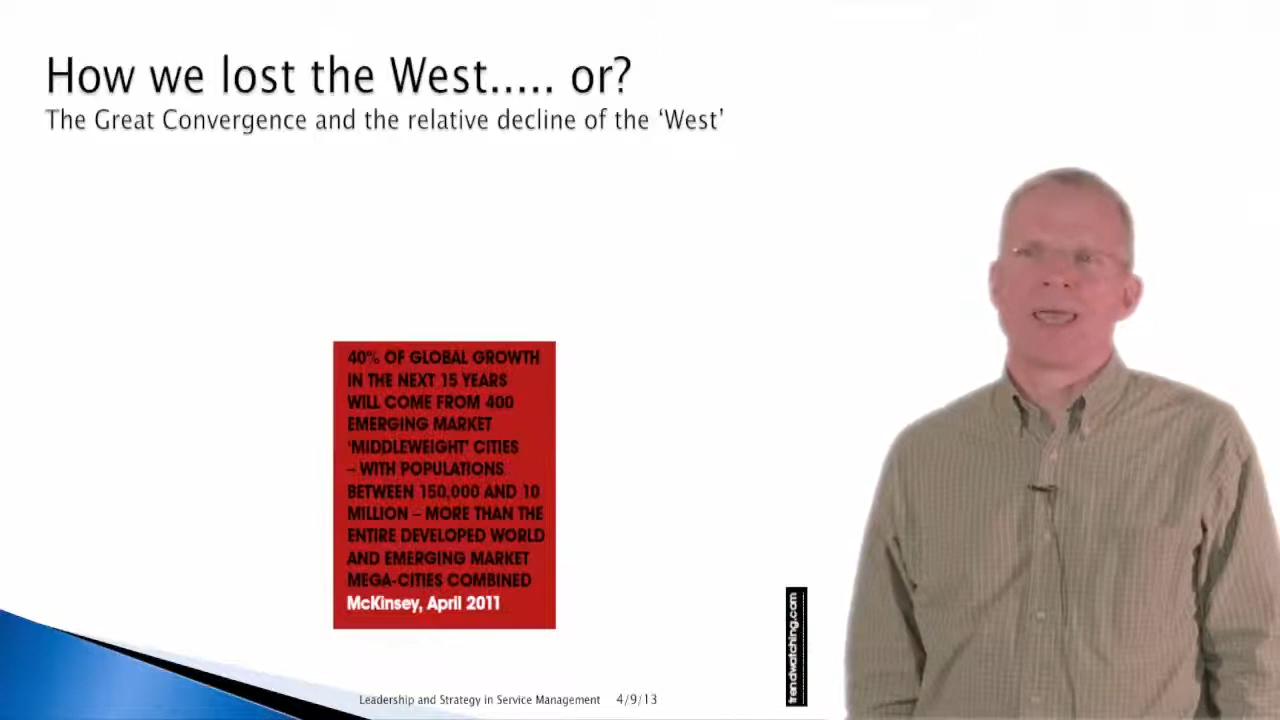 How we lost the West..... or?
The Great Convergence and the relative decline of the ‘West’
40% OF GLOBAL GROWTH
IN THE NEXT 15 YEARS
WILL COME FROM 400
EMERGING MARKET
‘MIDDLEWEIGHT’ CITIES
– WITH POPULATIONS
BETWEEN 150,000 AND 10
MILLION – MORE THAN THE
ENTIRE DEVELOPED WORLD
AND EMERGING MARKET
MEGA-CITIES COMBINED
McKinsey, April 2011
trendwatching.com
Leadership and Strategy in Service Management 4/9/13